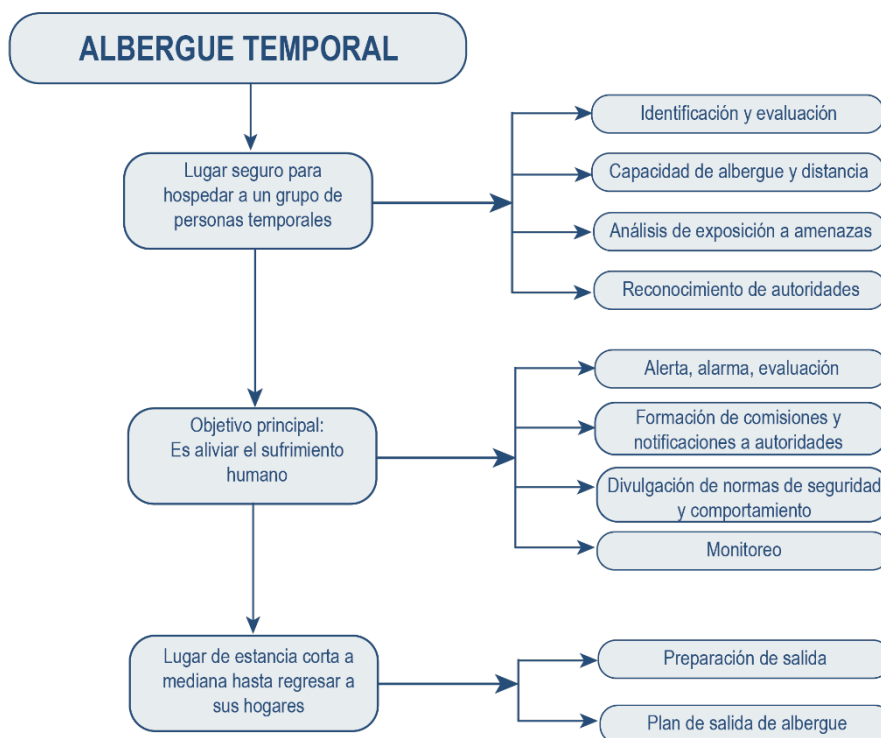 ALBERGUE TEMPORAL
Lugar seguro para
hospedar a un grupo de
personas temporales
Identificación y evaluación
Capacidad de albergue y distancia
Análisis de exposición a amenazas
Reconocimiento de autoridades
Objetivo principal:
Es aliviar el sufrimiento
humano
Alerta, alarma, evaluación
Formación de comisiones y
notificaciones a autoridades
Divulgación de normas de seguridad
y comportamiento
Monitoreo
Lugar de estancia corta a
mediana hasta regresar a
sus hogares
Preparación de salida
Plan de salida de albergue